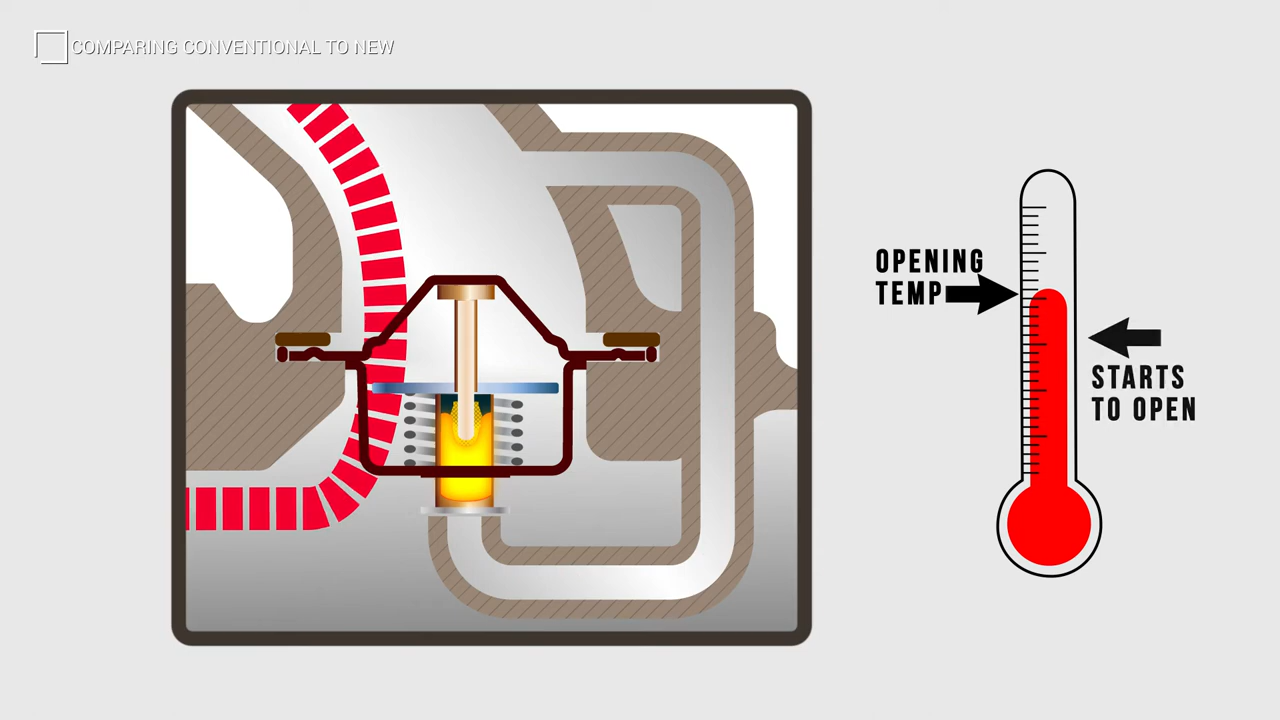 COMPARING CONVENTIONAL TO NEW
OPENING
TEMP
STARTS
TO OPEN